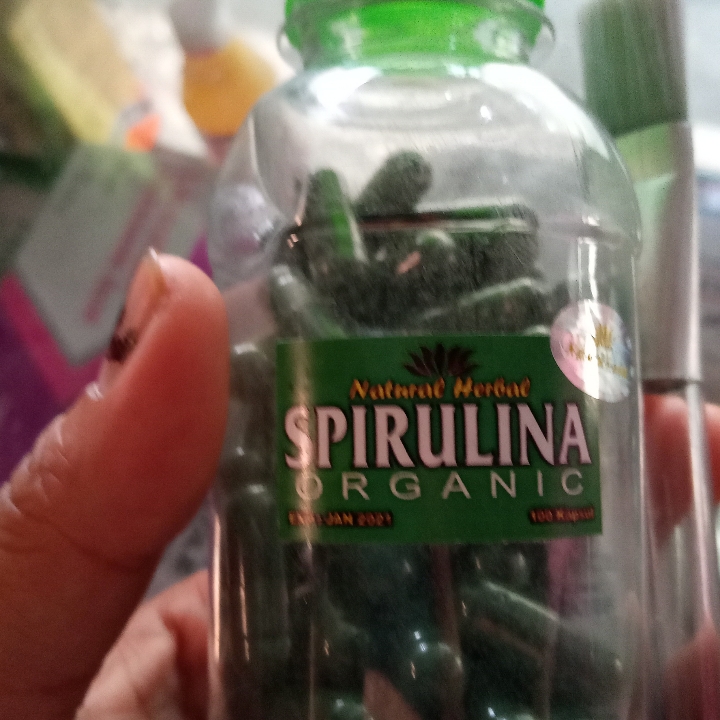 Natural Herbal
SPIRULINA
ORGANIC
JAN 2021
100 Kapsul